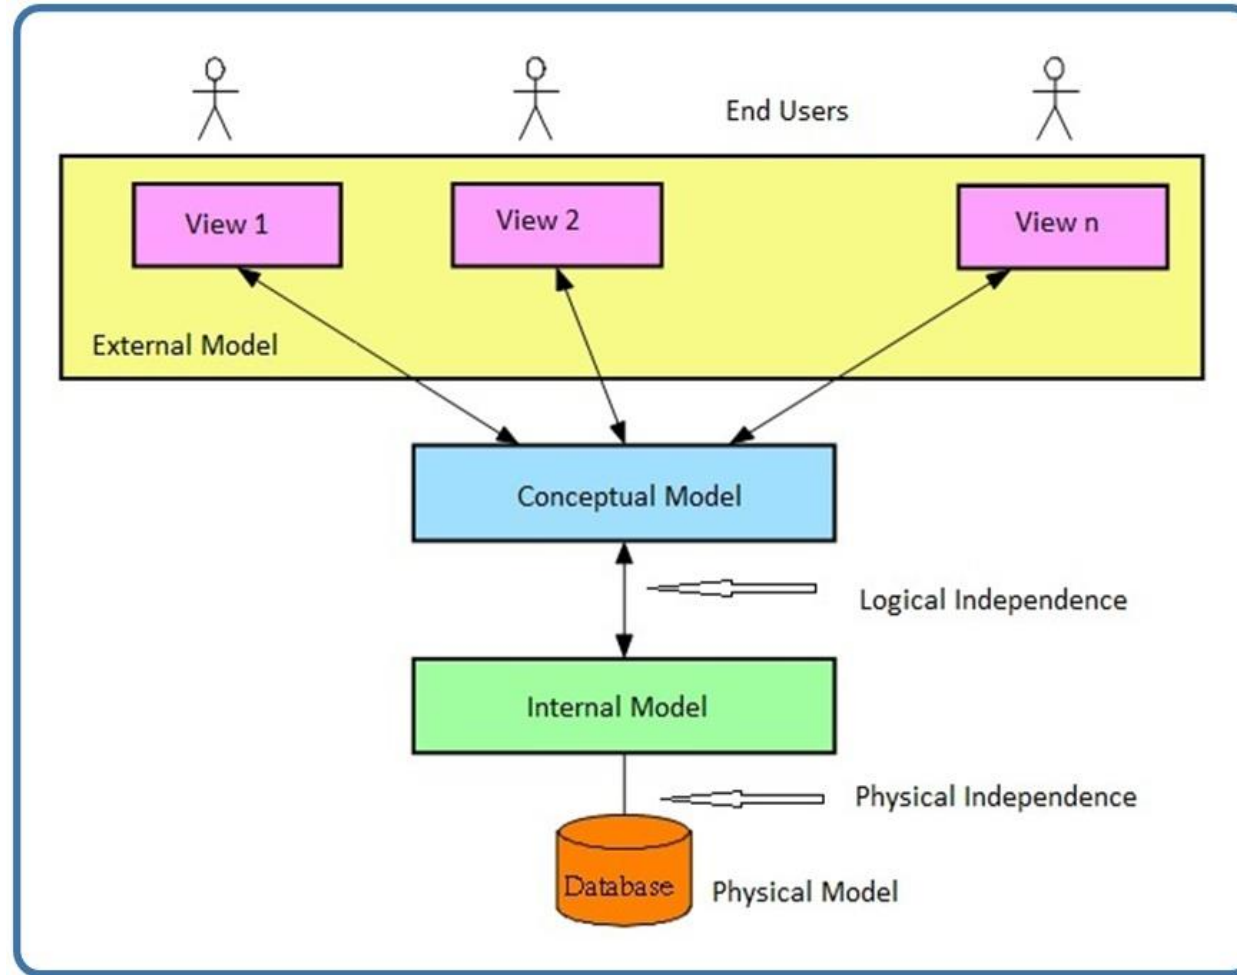 End Users
View 1
View 2
View n
External Model
Conceptual Model
Logical Independence
Internal Model
Physical Independence
Database
Physical Model